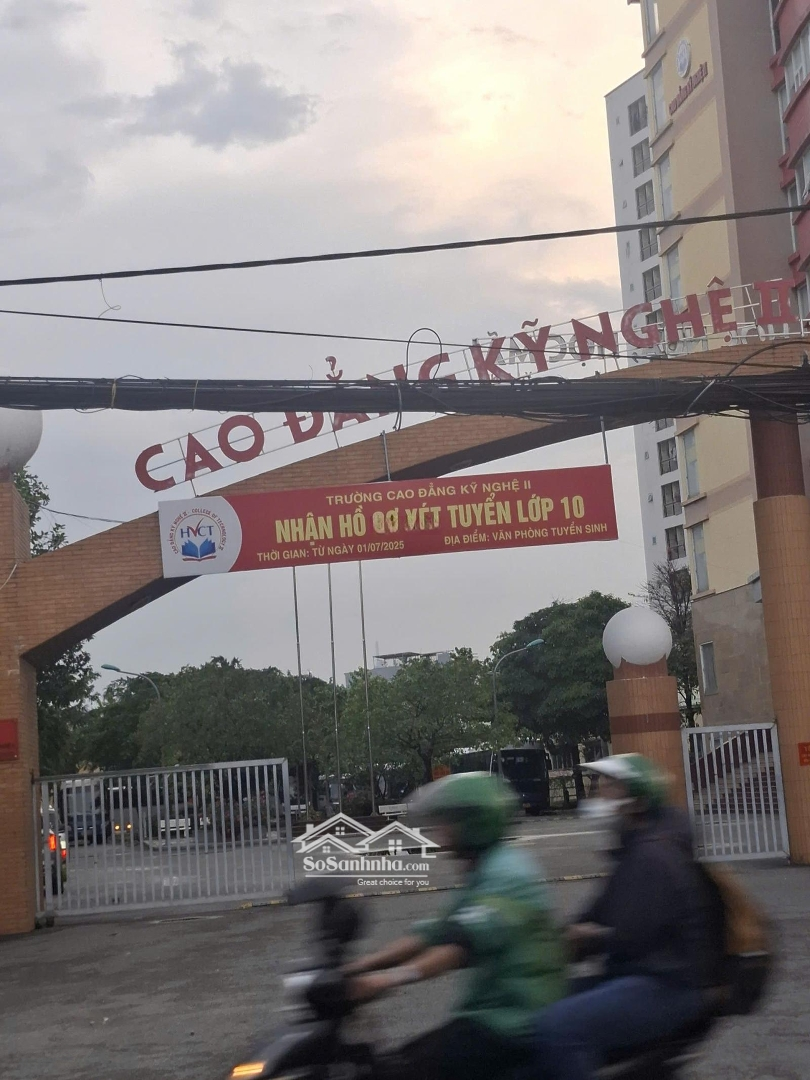 CAO ĐẲNG KỸ NGHỆ II
TRƯỜNG CAO ĐẲNG KỸ NGHỆ II
NHẬN HỒ SƠ XÉT TUYỂN LỚP 10
THỜI GIAN: TỪ NGÀY 01/07/2025 ĐỊA ĐIỂM: VĂN PHÒNG TUYỂN SINH
HVCT
SoSanhnha.com
Great choice for you